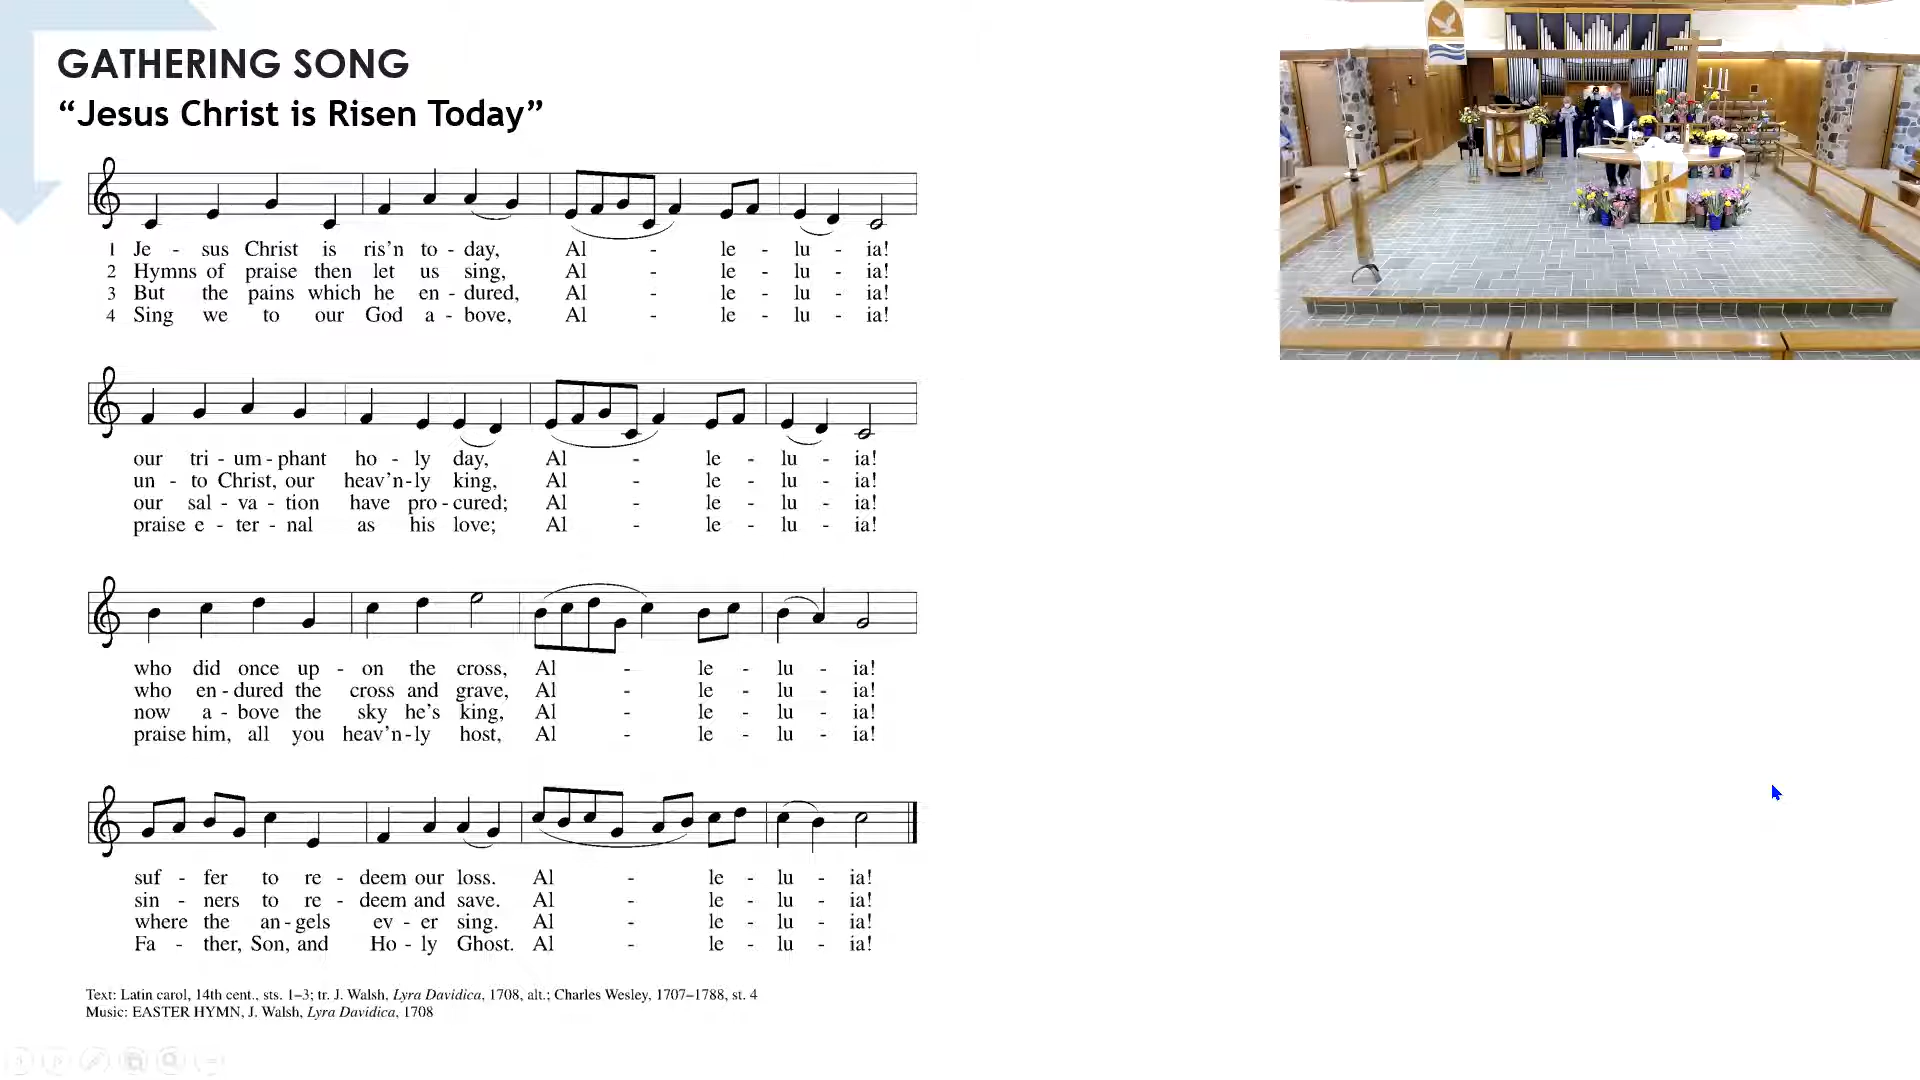 GATHERING SONG
“Jesus Christ is Risen Today”
1 Je - sus Christ is ris’n to - day, Al - le - lu - ia!
2 Hymns of praise then let us sing, Al - le - lu - ia!
3 But the pains which he en - dured, Al - le - lu - ia!
4 Sing we to our God a - bove, Al - le - lu - ia!
our tri - um - phant ho - ly day, Al - le - lu - ia!
un - to Christ, our heav’n - ly king, Al - le - lu - ia!
our sal - va - tion have pro - cured; Al - le - lu - ia!
praise e - ter - nal as his love; Al - le - lu - ia!
who did once up - on the cross, Al - le - lu - ia!
who en - dured the cross and grave, Al - le - lu - ia!
now a - bove the sky he’s king, Al - le - lu - ia!
praise him, all you heav’n - ly host, Al - le - lu - ia!
suf - fer to re - deem our loss. Al - le - lu - ia!
sin - ners to re - deem and save. Al - le - lu - ia!
where the an - gels ev - er sing. Al - le - lu - ia!
Fa - ther, Son, and Ho - ly Ghost. Al - le - lu - ia!
Text: Latin carol, 14th cent., sts. 1–3; tr. J. Walsh, Lyra Davidica, 1708, alt.; Charles Wesley, 1707–1788, st. 4
Music: EASTER HYMN, J. Walsh, Lyra Davidica, 1708